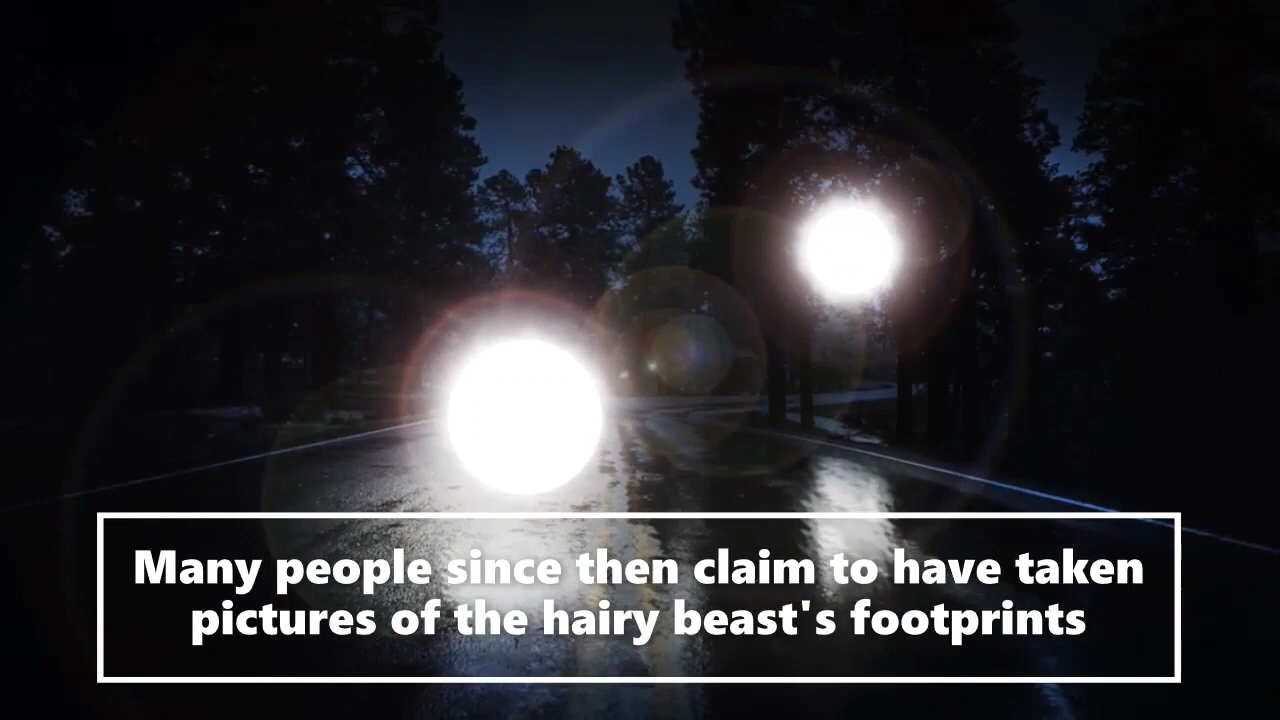 Many people since then claim to have taken
pictures of the hairy beast's footprints